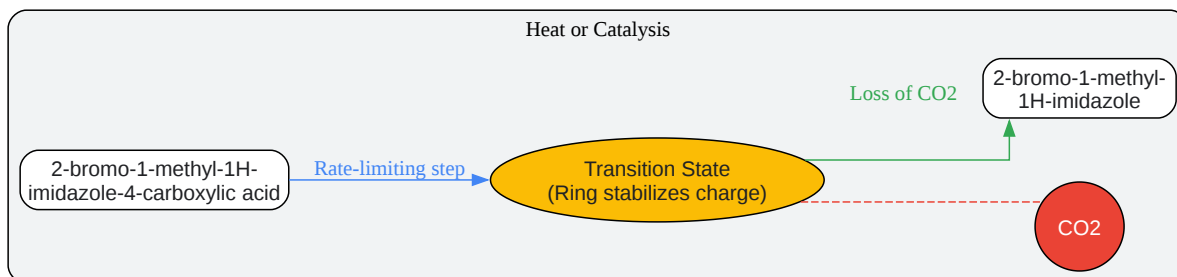 Heat or Catalysis
2-bromo-1-methyl-1H-
imidazole-4-carboxylic acid
Rate-limiting step
Transition State
(Ring stabilizes charge)
Loss of CO2
2-bromo-1-methyl-
1H-imidazole
CO2